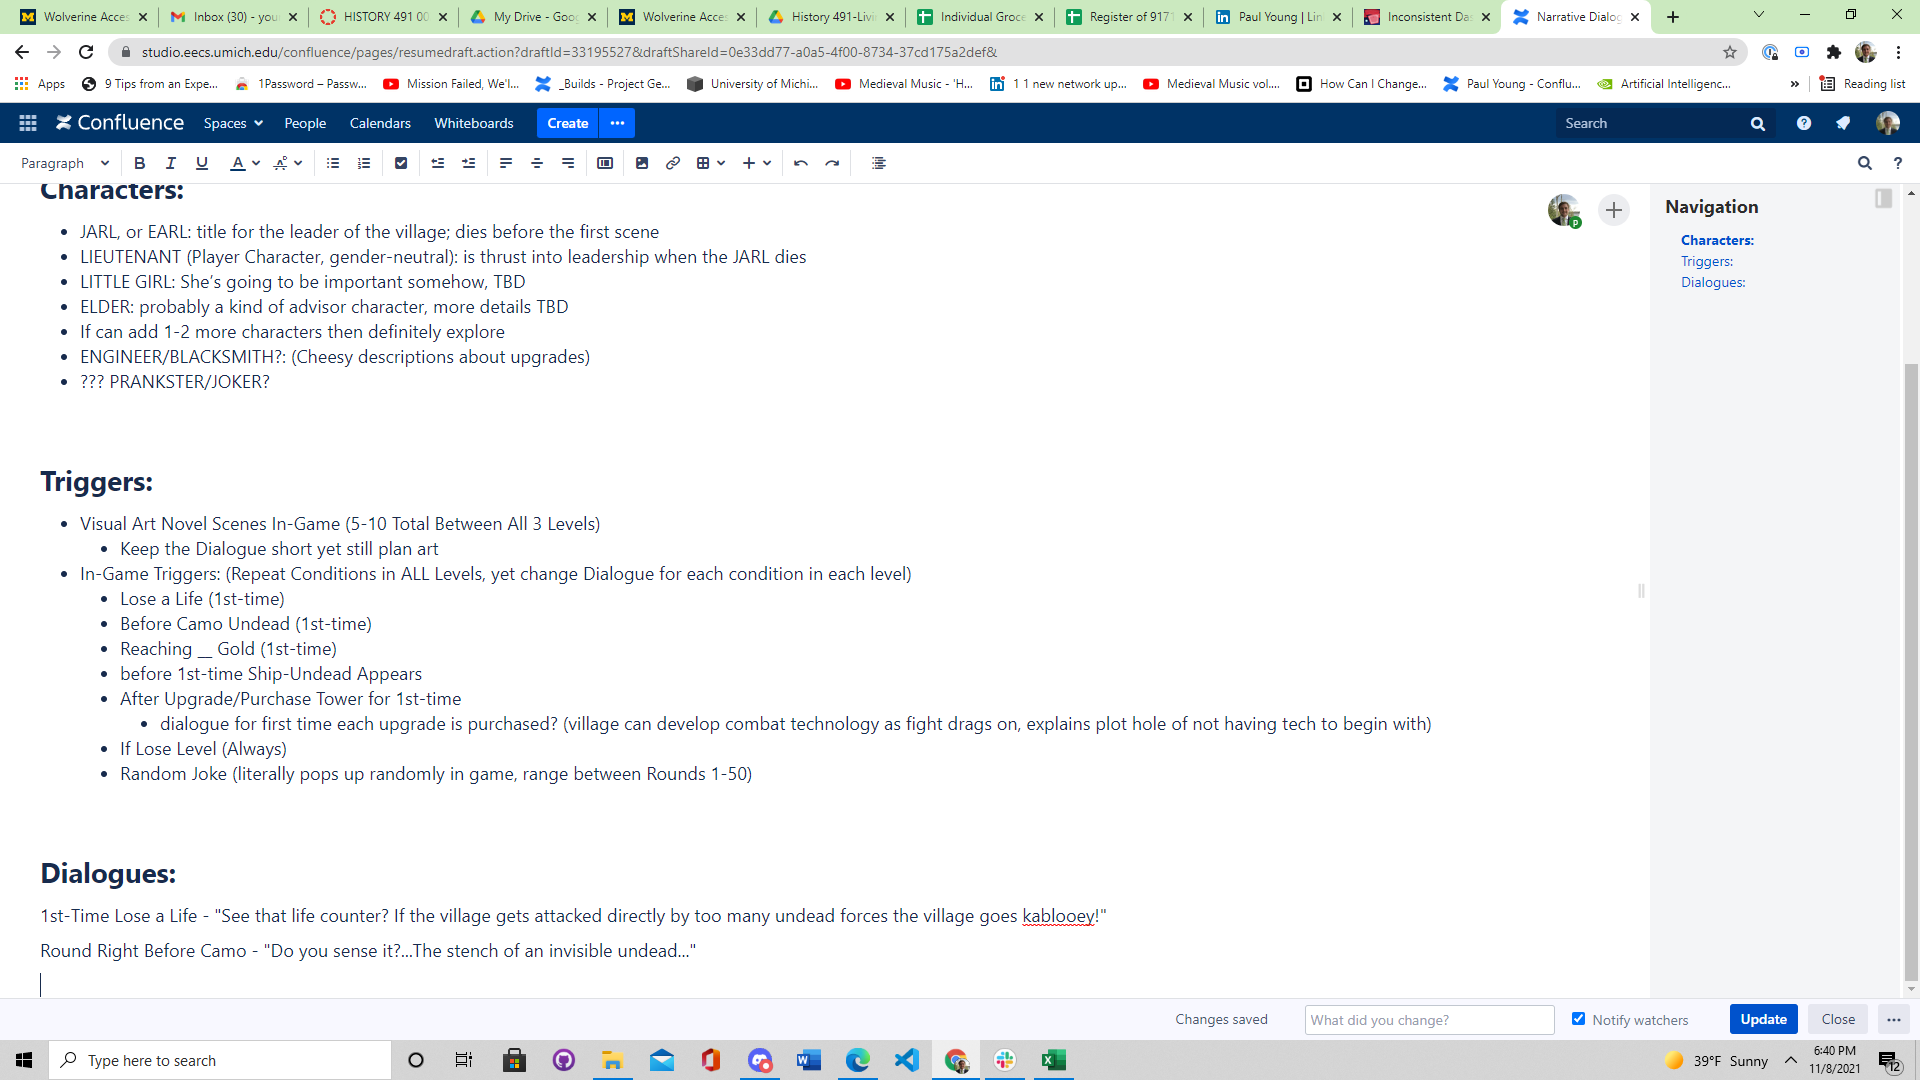 Wolverine Acces
Inbox (30) - you
HISTORY 491 00
My Drive - Goog
Wolverine Acces
History 491-Livi
Individual Groce
Register of 9171
Paul Young | Lin
Inconsistent Da
Narrative Dialog
studio.eecs.umich.edu/confluence/pages/resumedraft.action?draftId=33195527&draftShareId=0e33dd77-a0a5-4f00-8734-37cd175a2def&
Apps
9 Tips from an Expe...
1Password – Passw...
Mission Failed, We'l...
_Builds - Project Ge...
University of Michi...
Medieval Music - 'H...
1 1 new network up...
Medieval Music vol....
How Can I Change...
Paul Young - Conflu...
Artificial Intelligenc...
»
Reading list
Confluence
Spaces
People
Calendars
Whiteboards
Create
Search
Paragraph
Characters:
• JARL, or EARL: title for the leader of the village; dies before the first scene
• LIEUTENANT (Player Character, gender-neutral): is thrust into leadership when the JARL dies
• LITTLE GIRL: She's going to be important somehow, TBD
• ELDER: probably a kind of advisor character, more details TBD
• If can add 1-2 more characters then definitely explore
• ENGINEER/BLACKSMITH?: (Cheesy descriptions about upgrades)
• ??? PRANKSTER/JOKER?
Triggers:
• Visual Art Novel Scenes In-Game (5-10 Total Between All 3 Levels)
• Keep the Dialogue short yet still plan art
• In-Game Triggers: (Repeat Conditions in ALL Levels, yet change Dialogue for each condition in each level)
• Lose a Life (1st-time)
• Before Camo Undead (1st-time)
• Reaching __ Gold (1st-time)
• before 1st-time Ship-Undead Appears
• After Upgrade/Purchase Tower for 1st-time
• dialogue for first time each upgrade is purchased? (village can develop combat technology as fight drags on, explains plot hole of not having tech to begin with)
• If Lose Level (Always)
• Random Joke (literally pops up randomly in game, range between Rounds 1-50)
Dialogues:
1st-Time Lose a Life - "See that life counter? If the village gets attacked directly by too many undead forces the village goes kablooey!"
Round Right Before Camo - "Do you sense it?...The stench of an invisible undead..."
Navigation
Characters:
Triggers:
Dialogues:
Changes saved
What did you change?
Notify watchers
Update
Close
Type here to search
39°F Sunny
6:40 PM
11/8/2021
12